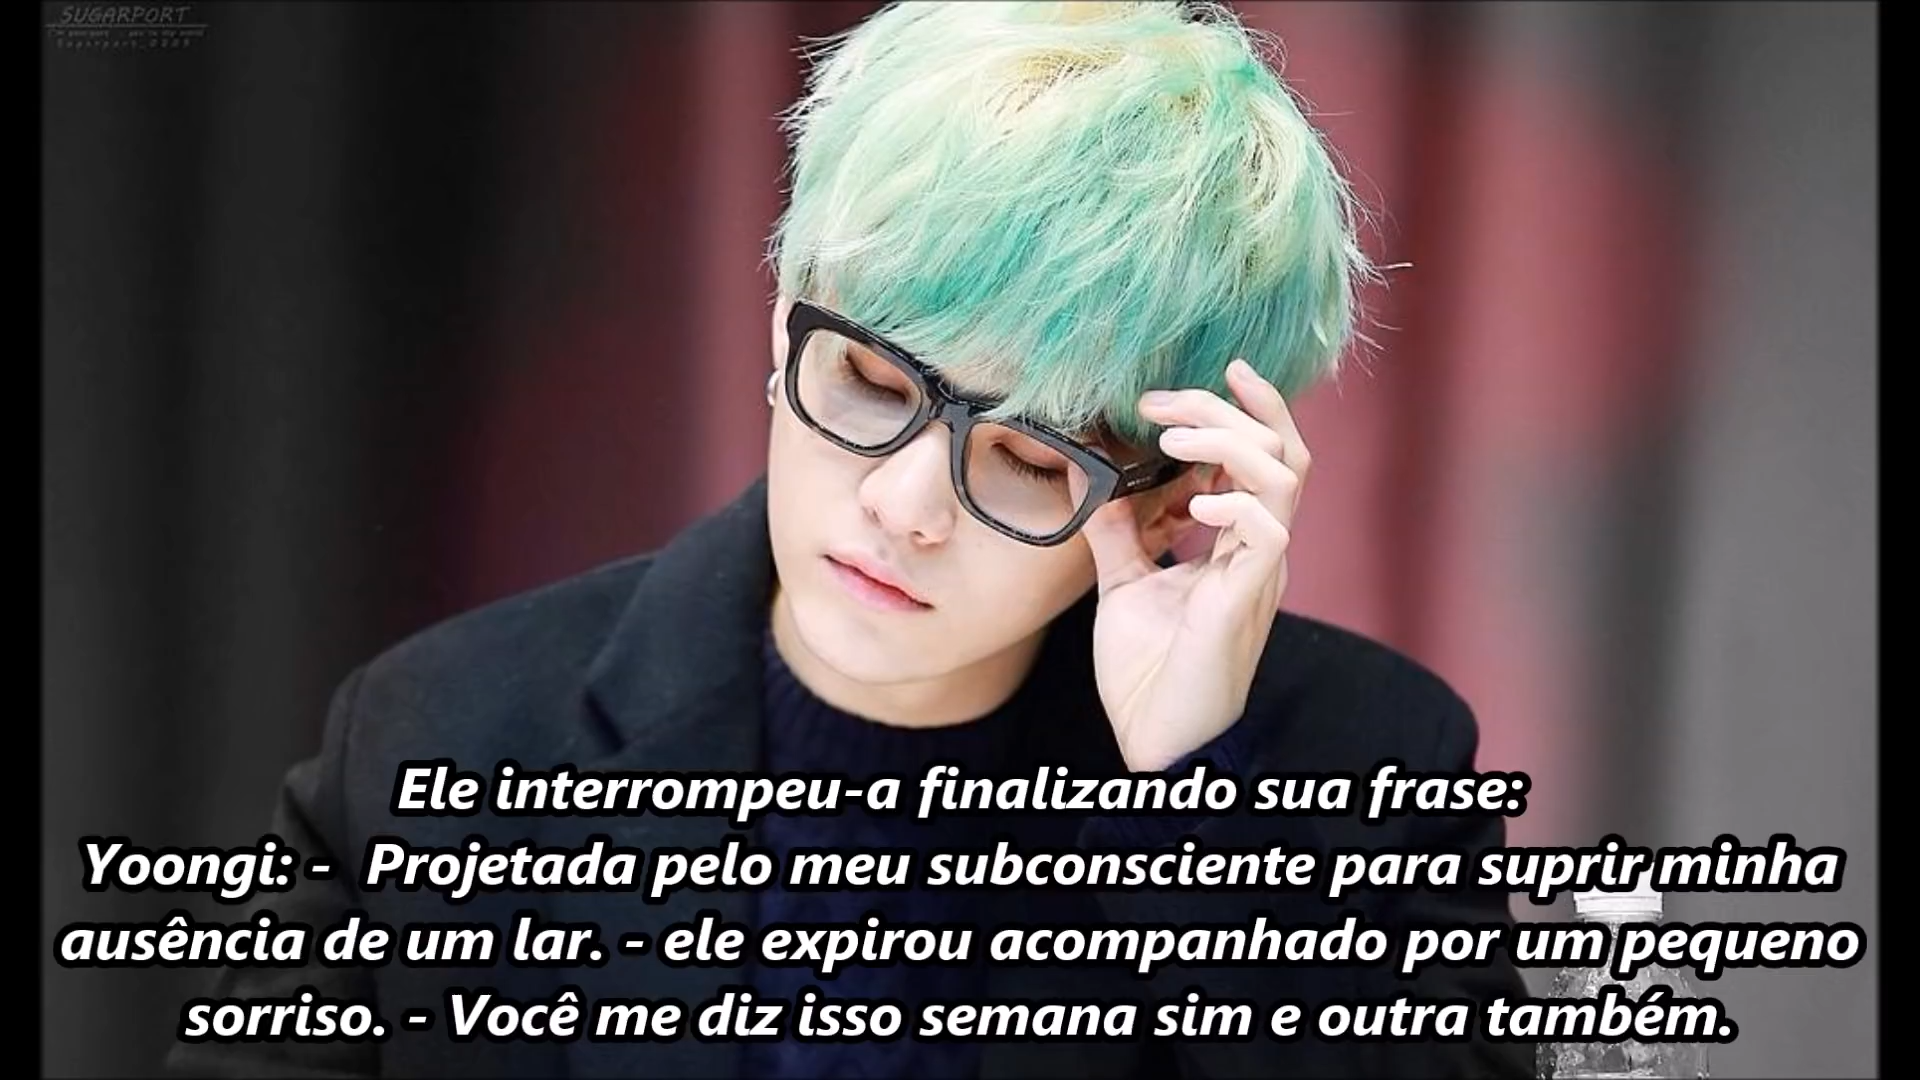 SUGARPORT
Sugarport_0309
Ele interrompeu-a finalizando sua frase:
Yoongi: - Projetada pelo meu subconsciente para suprir minha
ausência de um lar. - ele expirou acompanhado por um pequeno
sorriso. - Você me diz isso semana sim e outra também.